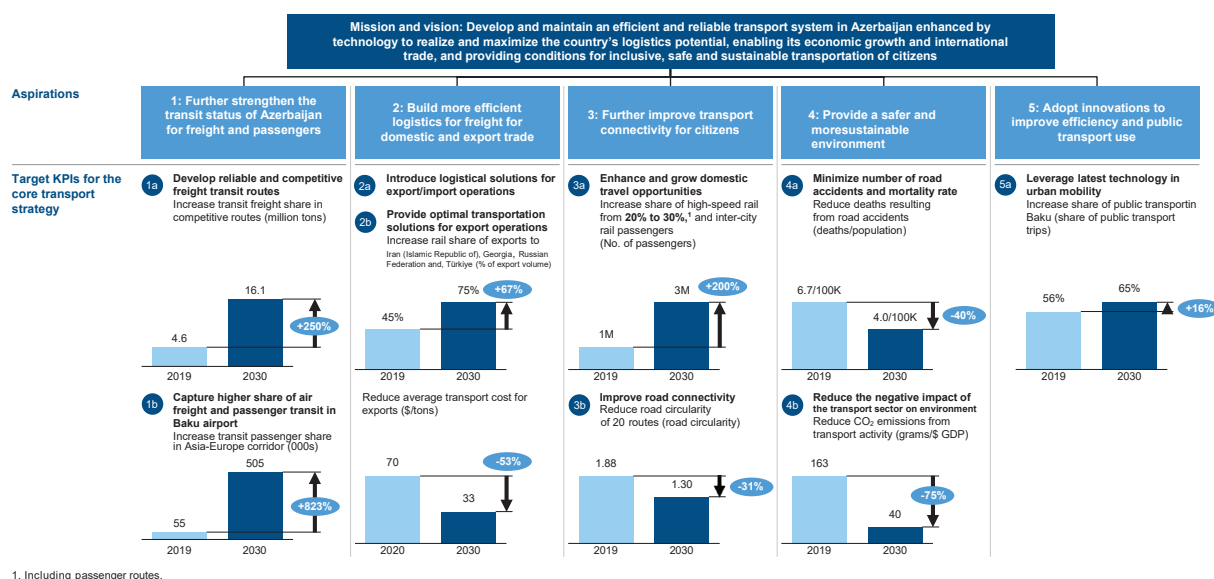 Mission and vision: Develop and maintain an efficient and reliable transport system in Azerbaijan enhanced by
technology to realize and maximize the country's logistics potential, enabling its economic growth and international
trade, and providing conditions for inclusive, safe and sustainable transportation of citizens
Aspirations
1: Further strengthen the
transit status of Azerbaijan
for freight and passengers
2: Build more efficient
logistics for freight for
domestic and export trade
3: Further improve transport
connectivity for citizens
4: Provide a safer and
moresustainable
environment
5: Adopt innovations to
improve efficiency and public
transport use
Target KPIs for the
core transport
strategy
1a
Develop reliable and competitive
freight transit routes
Increase transit freight share in
competitive routes (million tons)
4.6
16.1
+250%
2019
2030
1b
Capture higher share of air
freight and passenger transit in
Baku airport
Increase transit passenger share
in Asia-Europe corridor (000s)
55
505
+823%
2019
2030
2a
Introduce logistical solutions for
export/import operations
2b
Provide optimal transportation
solutions for export operations
Increase rail share of exports to
Iran (Islamic Republic of), Georgia, Russian
Federation and, Türkiye (% of export volume)
45%
75%
+67%
2019
2030
Reduce average transport cost for
exports ($/tons)
70
33
-53%
2020
2030
3a
Enhance and grow domestic
travel opportunities
Increase share of high-speed rail
from 20% to 30%,1 and inter-city
rail passengers
(No. of passengers)
1M
3M
+200%
2019
2030
3b
Improve road connectivity
Reduce road circularity
of 20 routes (road circularity)
1.88
1.30
-31%
2019
2030
4a
Minimize number of road
accidents and mortality rate
Reduce deaths resulting
from road accidents
(deaths/population)
6.7/100K
4.0/100K
-40%
2019
2030
4b
Reduce the negative impact of
the transport sector on environment
Reduce CO2 emissions from
transport activity (grams/$ GDP)
163
40
-75%
2019
2030
5a
Leverage latest technology in
urban mobility
Increase share of public transportin
Baku (share of public transport
trips)
56%
65%
+16%
2019
2030
1. Including passenger routes.